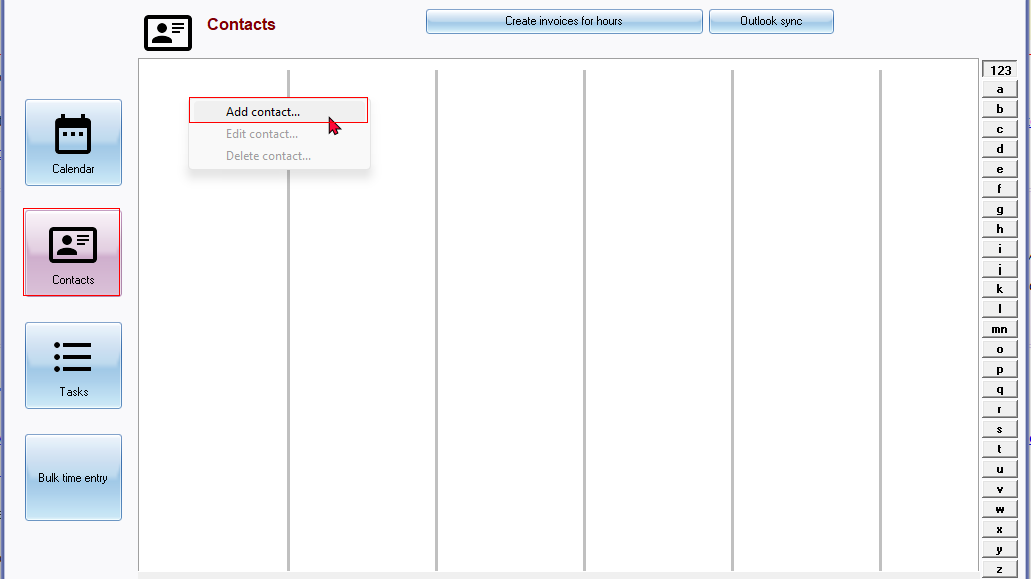 Contacts
Create invoices for hours
Outlook sync
Calendar
Contacts
Tasks
Bulk time entry
Add contact...
Edit contact...
Delete contact...
123
a
b
c
d
e
f
g
h
i
j
k
l
mn
o
p
q
r
s
t
u
v
w
x
y
z